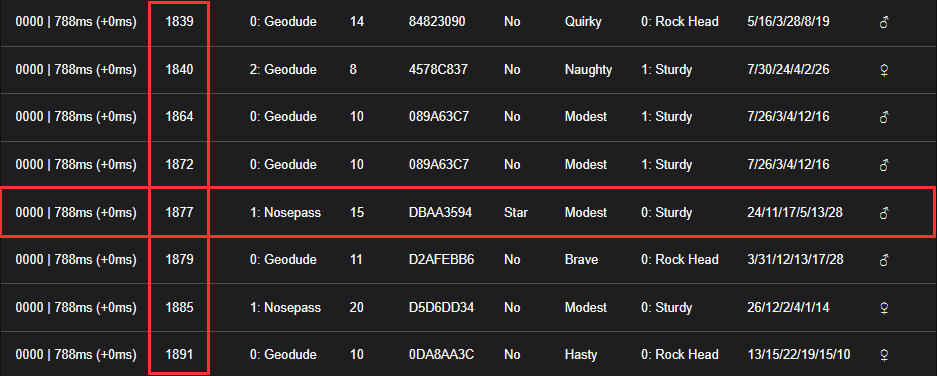 0000 | 788ms (+0ms) 1839 0: Geodude 14 84823090 No Quirky 0: Rock Head 5/16/3/28/8/19 ♂
0000 | 788ms (+0ms) 1840 2: Geodude 8 4578C837 No Naughty 1: Sturdy 7/30/24/4/2/26 ♀
0000 | 788ms (+0ms) 1864 0: Geodude 10 089A63C7 No Modest 1: Sturdy 7/26/3/4/12/16 ♂
0000 | 788ms (+0ms) 1872 0: Geodude 10 089A63C7 No Modest 1: Sturdy 7/26/3/4/12/16 ♂
0000 | 788ms (+0ms) 1877 1: Nosepass 15 DBAA3594 Star Modest 0: Sturdy 24/11/17/5/13/28 ♂
0000 | 788ms (+0ms) 1879 0: Geodude 11 D2AFEBB6 No Brave 0: Rock Head 3/31/12/13/17/28 ♂
0000 | 788ms (+0ms) 1885 1: Nosepass 20 D5D6DD34 No Modest 0: Sturdy 26/12/2/4/1/14 ♀
0000 | 788ms (+0ms) 1891 0: Geodude 10 0DA8AA3C No Hasty 0: Rock Head 13/15/22/19/15/10 ♀